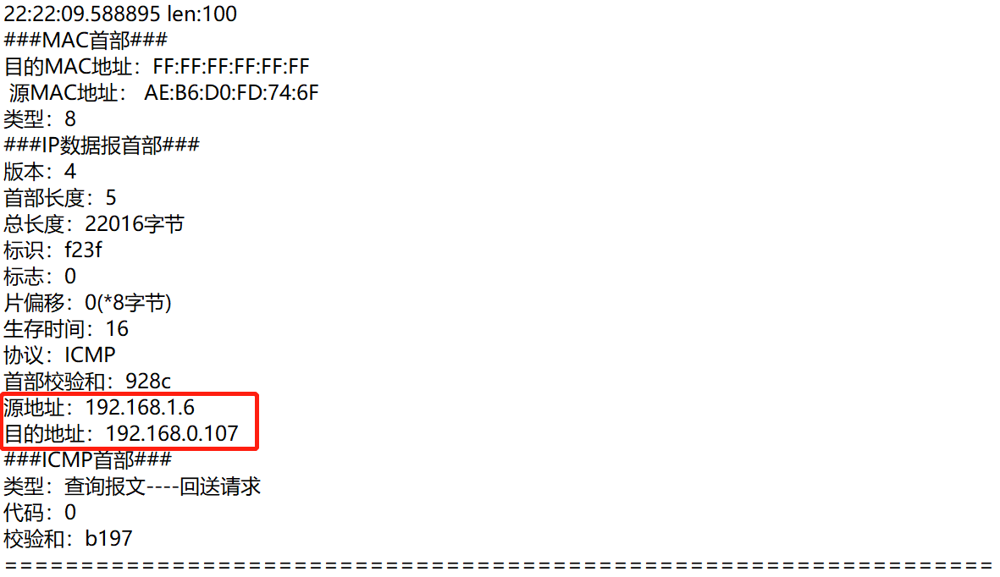 22:22:09.588895 len:100
###MAC首部###
目的MAC地址：FF:FF:FF:FF:FF:FF
源MAC地址： AE:B6:D0:FD:74:6F
类型：8
###IP数据报首部###
版本：4
首部长度：5
总长度：22016字节
标识：f23f
标志：0
片偏移：0(*8字节)
生存时间：16
协议：ICMP
首部校验和：928c
源地址：192.168.1.6
目的地址：192.168.0.107
###ICMP首部###
类型：查询报文----回送请求
代码：0
校验和：b197
=================================================================